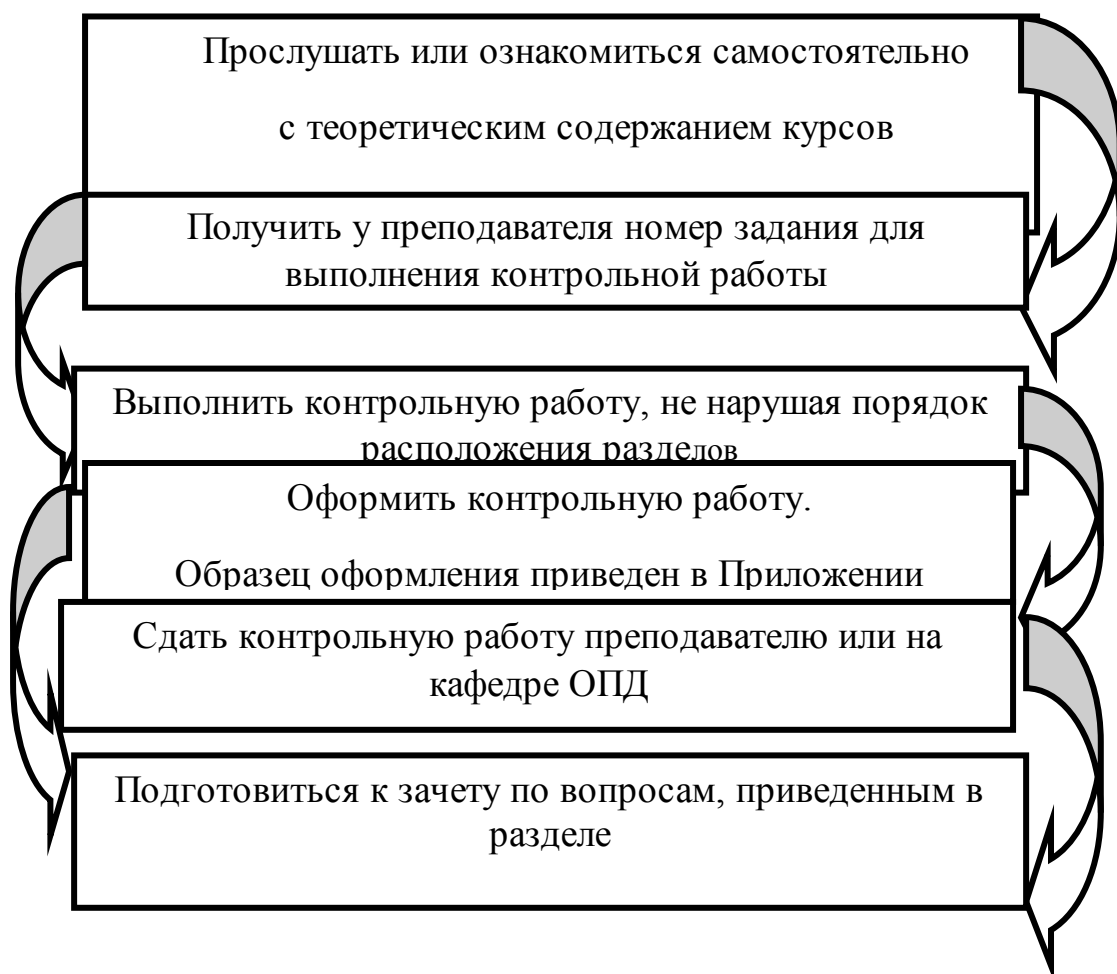 Прослушать или ознакомиться самостоятельно
с теоретическим содержанием курсов
Получить у преподавателя номер задания для
выполнения контрольной работы
Выполнить контрольную работу, не нарушая порядок
расположения разделов
Оформить контрольную работу.
Образец оформления приведен в Приложении
Сдать контрольную работу преподавателю или на
кафедре ОПД
Подготовиться к зачету по вопросам, приведенным в
разделе